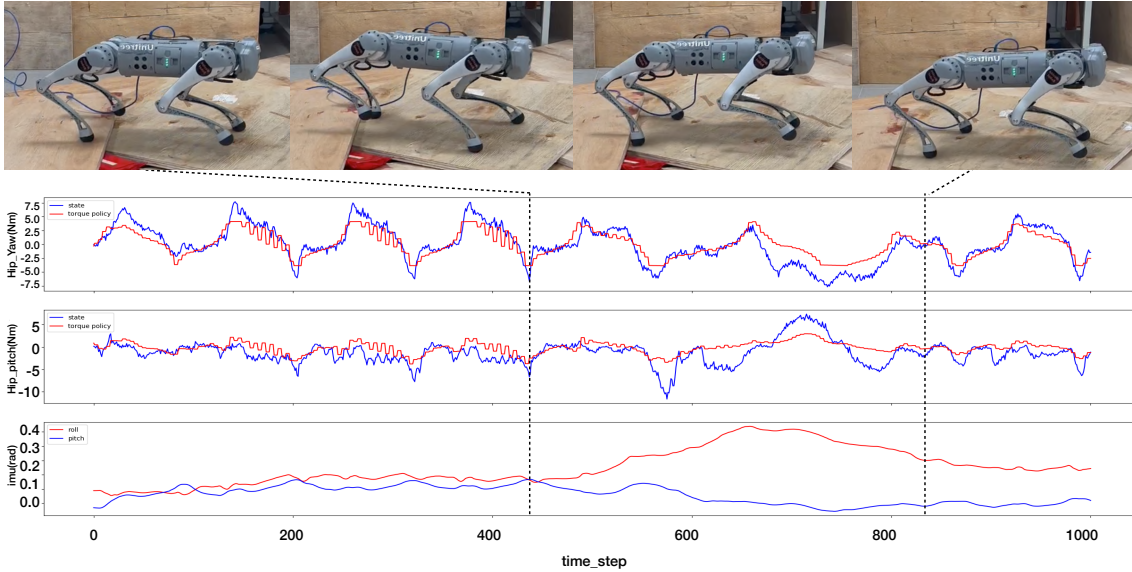 Unitree
Unitree
Unitree
Unitree
Hip_Yaw(Nm)
7.5
5.0
2.5
0.0
-2.5
-5.0
-7.5
state
torque policy
Hip_pitch(Nm)
5
0
-5
-10
state
torque policy
imu(rad)
0.4
0.3
0.2
0.1
0.0
roll
pitch
0
200
400
600
800
1000
time_step